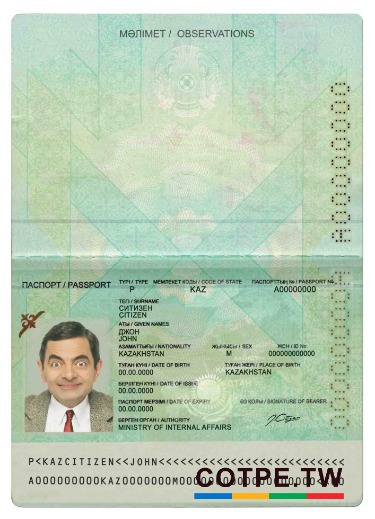 МӘЛІМЕТ / OBSERVATIONS
A00000000
ПАСПОРТ / PASSPORT
ТҮРІ / TYPE
P
МЕМЛЕКЕТ КОДЫ / CODE OF STATE
KAZ
ПАСПОРТТЫҢ № / PASSPORT №
A00000000
ТЕГІ / SURNAME
СИТИЗЕН
CITIZEN
АТЫ / GIVEN NAMES
ДЖОН
JOHN
АЗАМАТТЫҒЫ / NATIONALITY
KAZAKHSTAN
ЖЫНЫСЫ / SEX
M
ЖСН / ID №
000000000000
ТУҒАН КҮНІ / DATE OF BIRTH
00.00.0000
ТУҒАН ЖЕРІ / PLACE OF BIRTH
KAZAKHSTAN
БЕРІЛГЕН КҮНІ / DATE OF ISSUE
00.00.0000
ПАСПОРТ МЕРЗІМІ / DATE OF EXPIRY
00.00.0000
ӨЗ ҚОЛЫ / SIGNATURE OF BEARER
БЕРГЕН ОРГАН / AUTHORITY
MINISTRY OF INTERNAL AFFAIRS
P<KAZCITIZEN<<JOHN<<<<<<<<<<<<<<<<<<<<<<<<<<
COTPE.TW